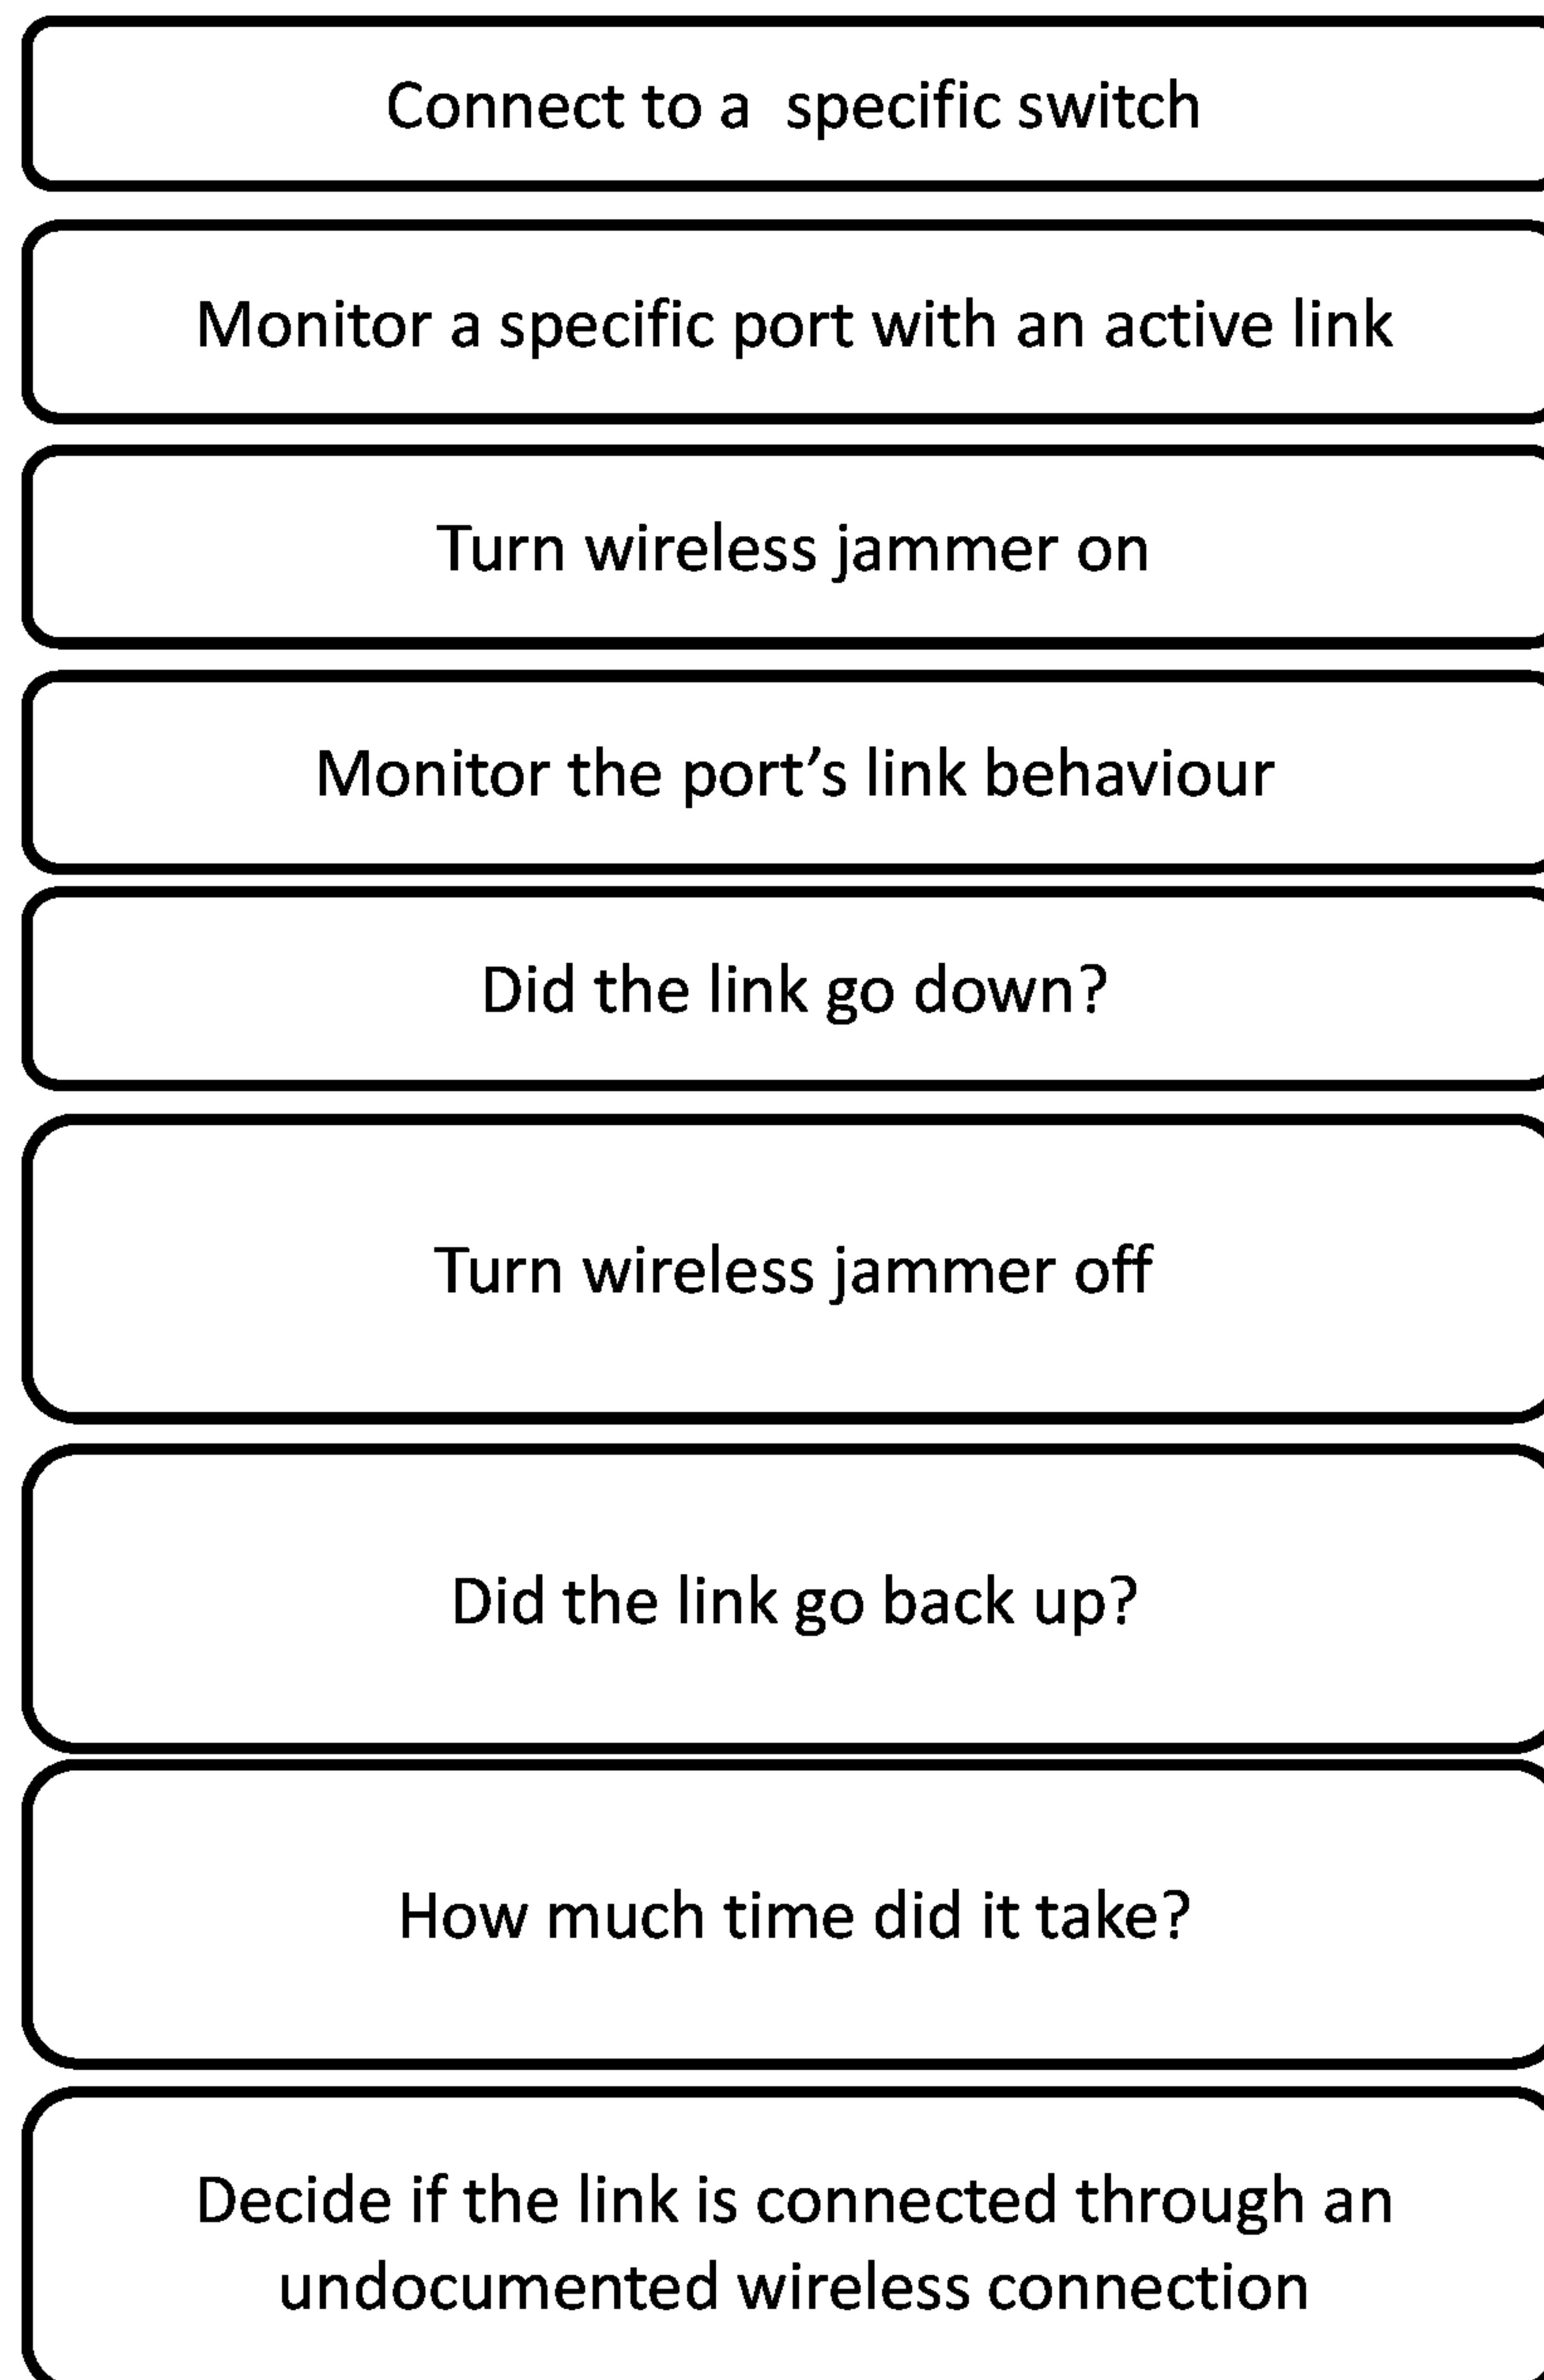 Connect to a specific switch
Monitor a specific port with an active link
Turn wireless jammer on
Monitor the port’s link behaviour
Did the link go down?
Turn wireless jammer off
Did the link go back up?
How much time did it take?
Decide if the link is connected through an
undocumented wireless connection